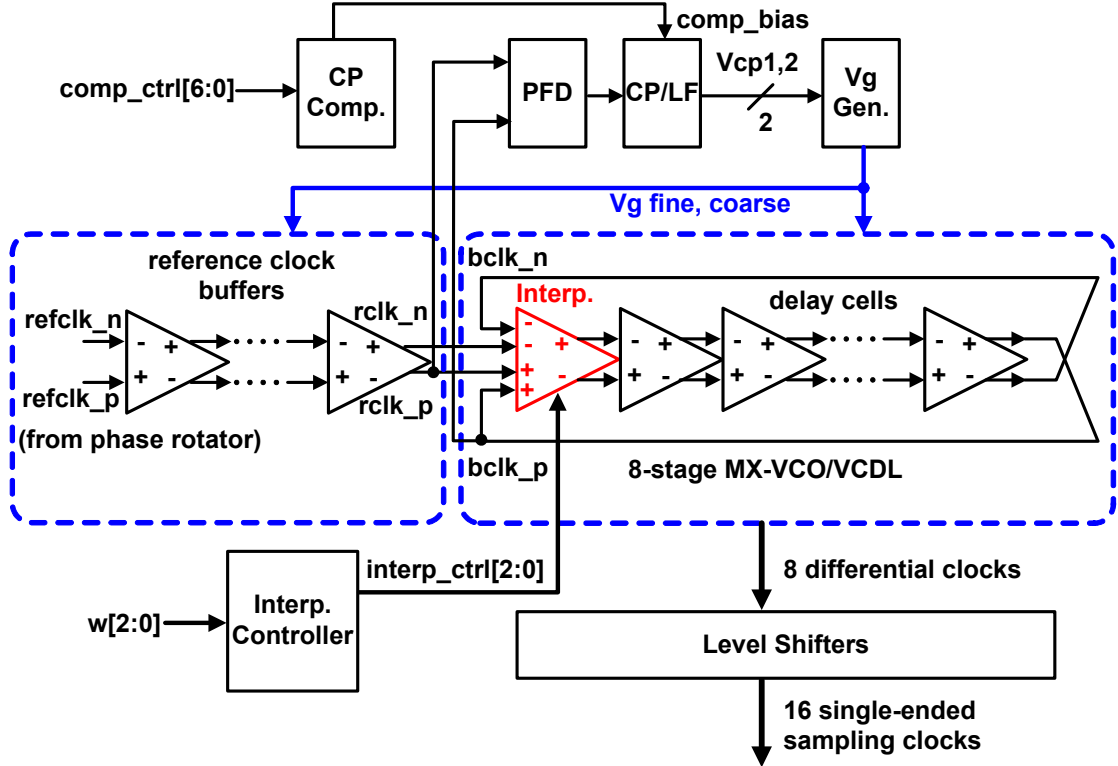 comp_bias
comp_ctrl[6:0]
CP
Comp.
PFD
CP/LF
Vcp1,2
2
Vg
Gen.
Vg fine, coarse
reference clock
buffers
refclk_n
refclk_p
(from phase rotator)
- +
+ -
- +
+ -
rclk_n
rclk_p
bclk_n
Interp.
delay cells
-
- +
+ -
+
- +
+ -
- +
+ -
- +
+ -
bclk_p
8-stage MX-VCO/VCDL
interp_ctrl[2:0]
w[2:0]
Interp.
Controller
8 differential clocks
Level Shifters
16 single-ended
sampling clocks